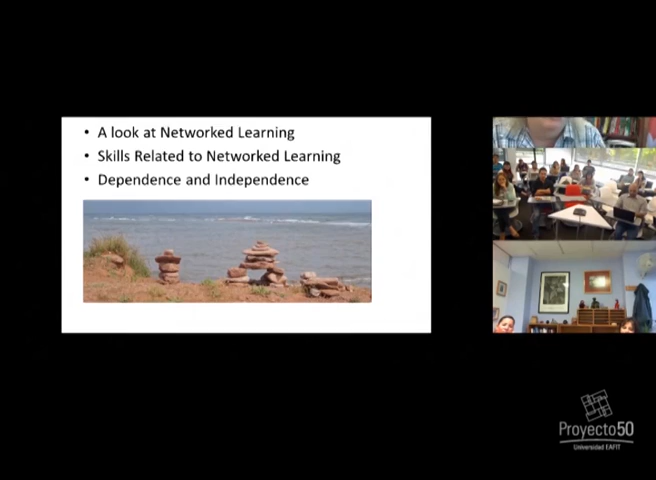 • A look at Networked Learning
• Skills Related to Networked Learning
• Dependence and Independence
Proyecto50
Universidad EAFIT